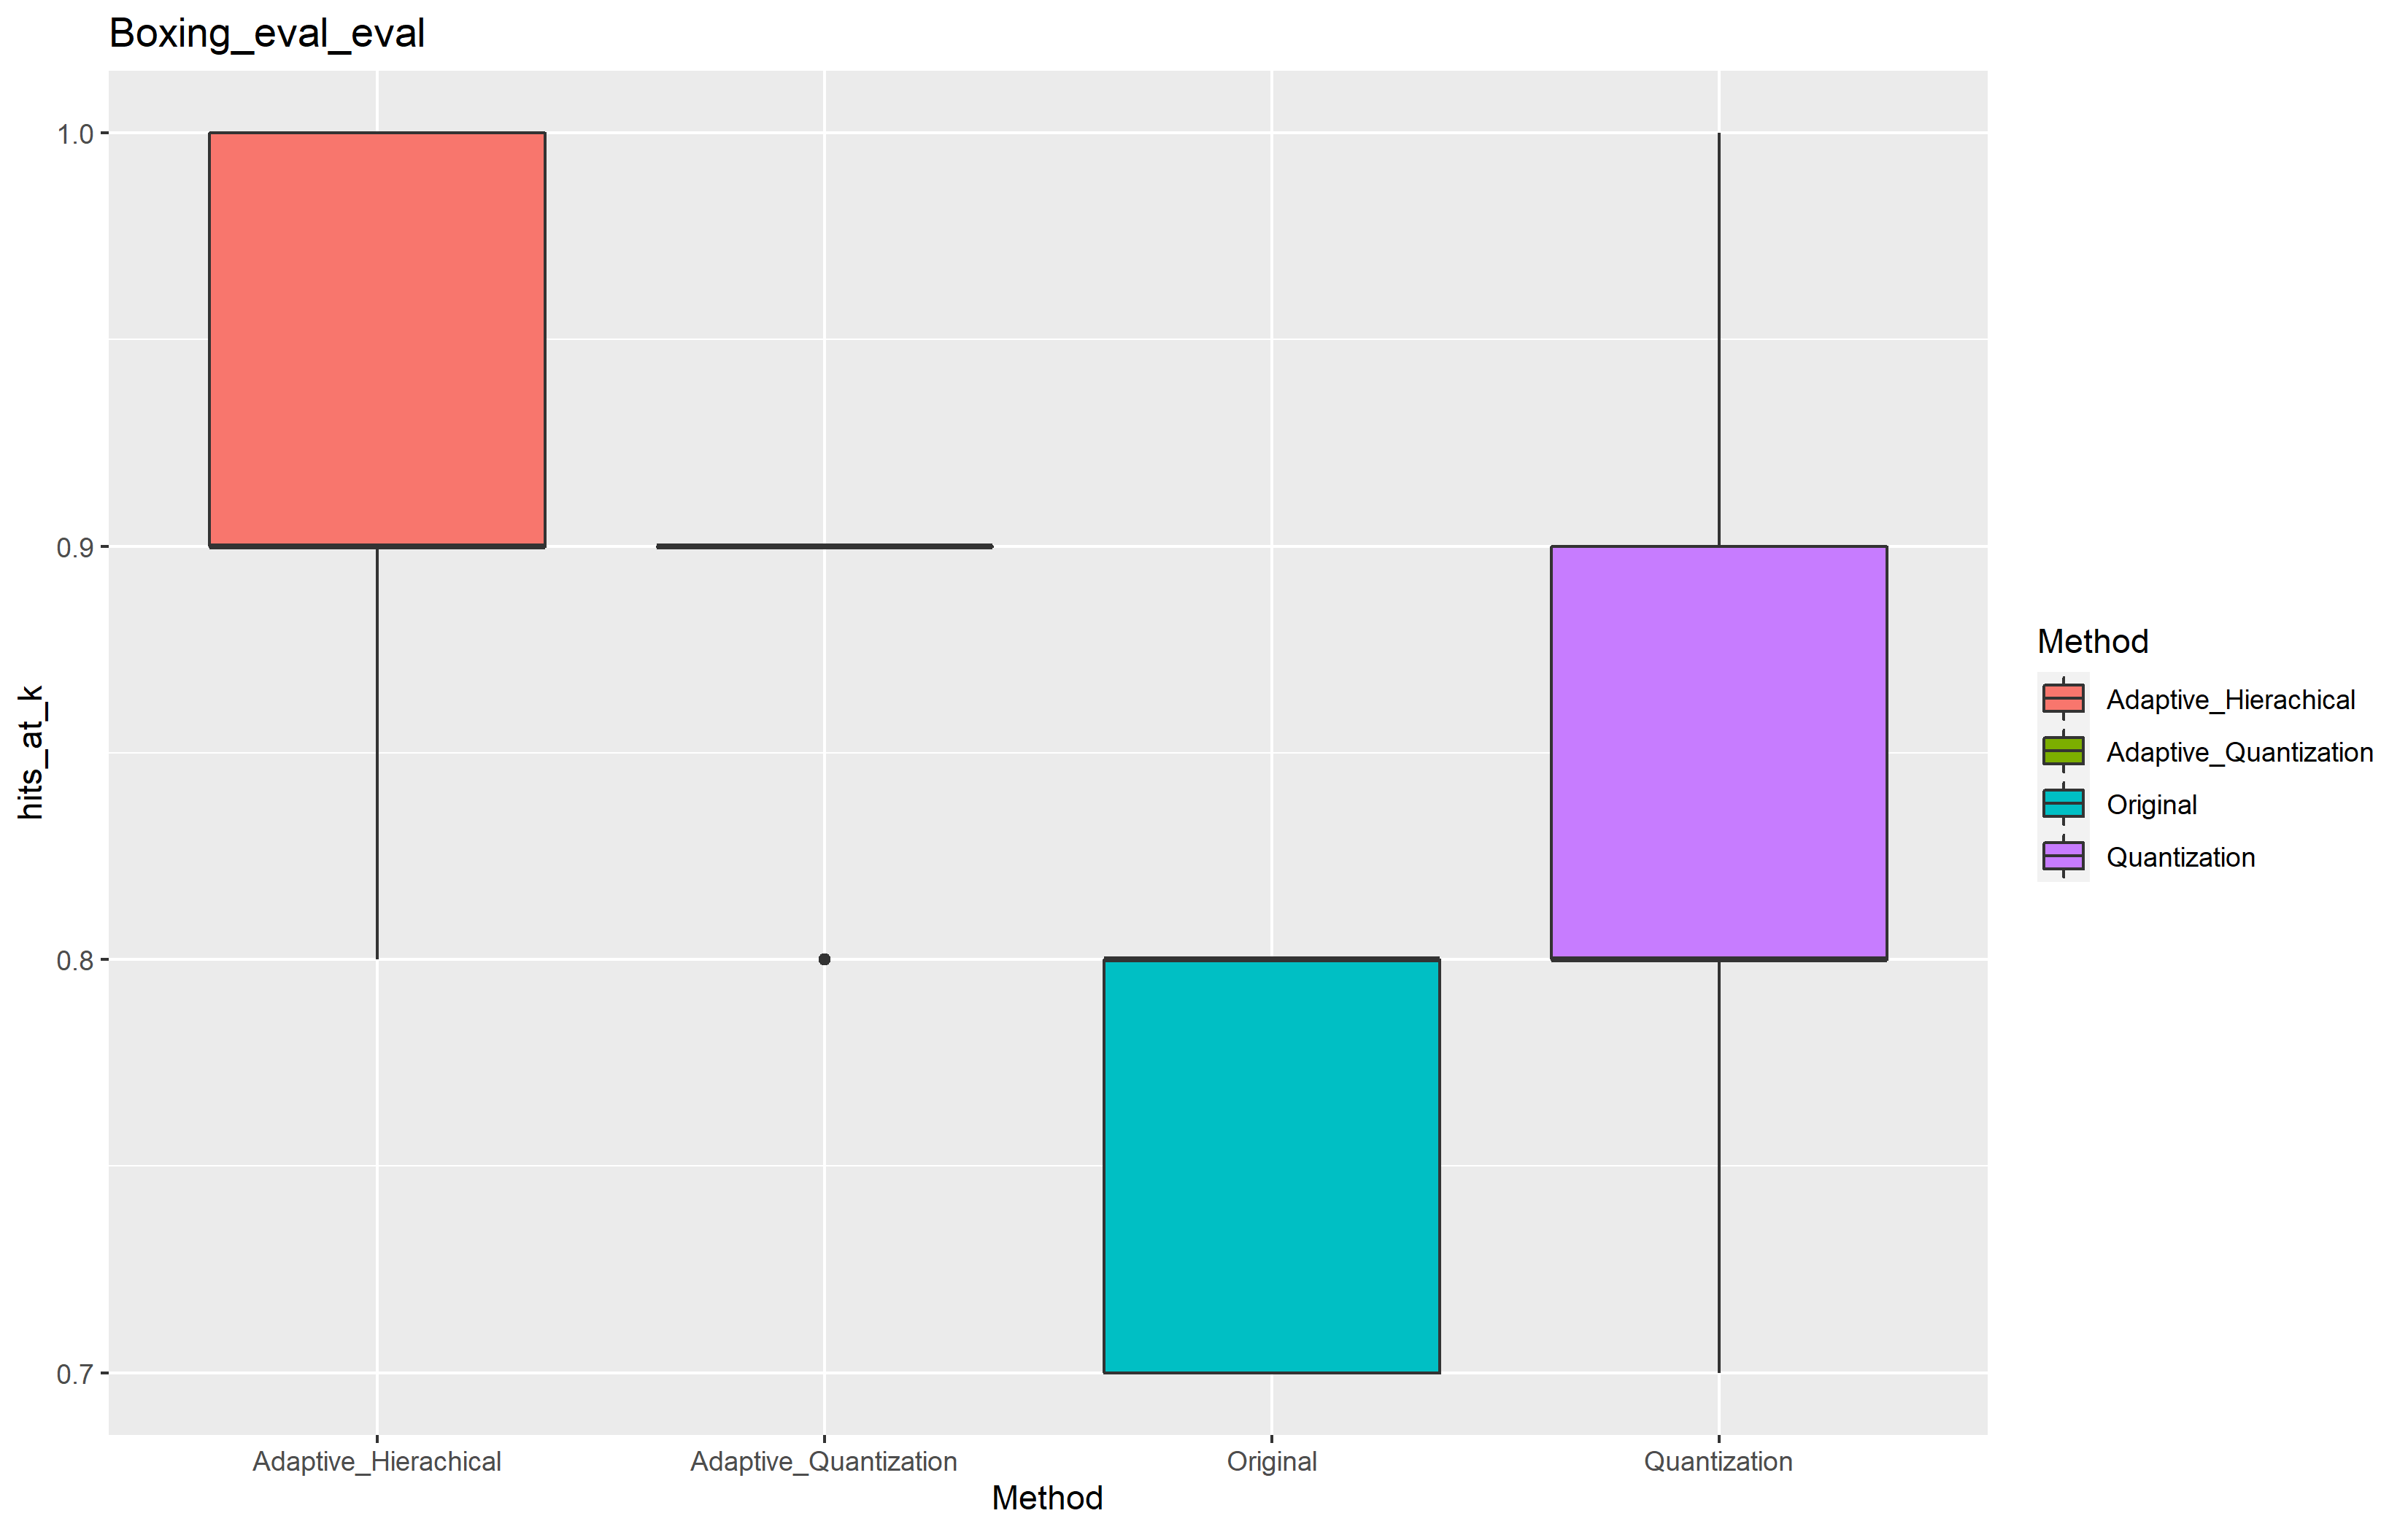 Boxing_eval_eval
hits_at_k
1.0
0.9
0.8
0.7
Adaptive_Hierachical
Adaptive_Quantization
Original
Quantization
Method
Method
Adaptive_Hierachical
Adaptive_Quantization
Original
Quantization